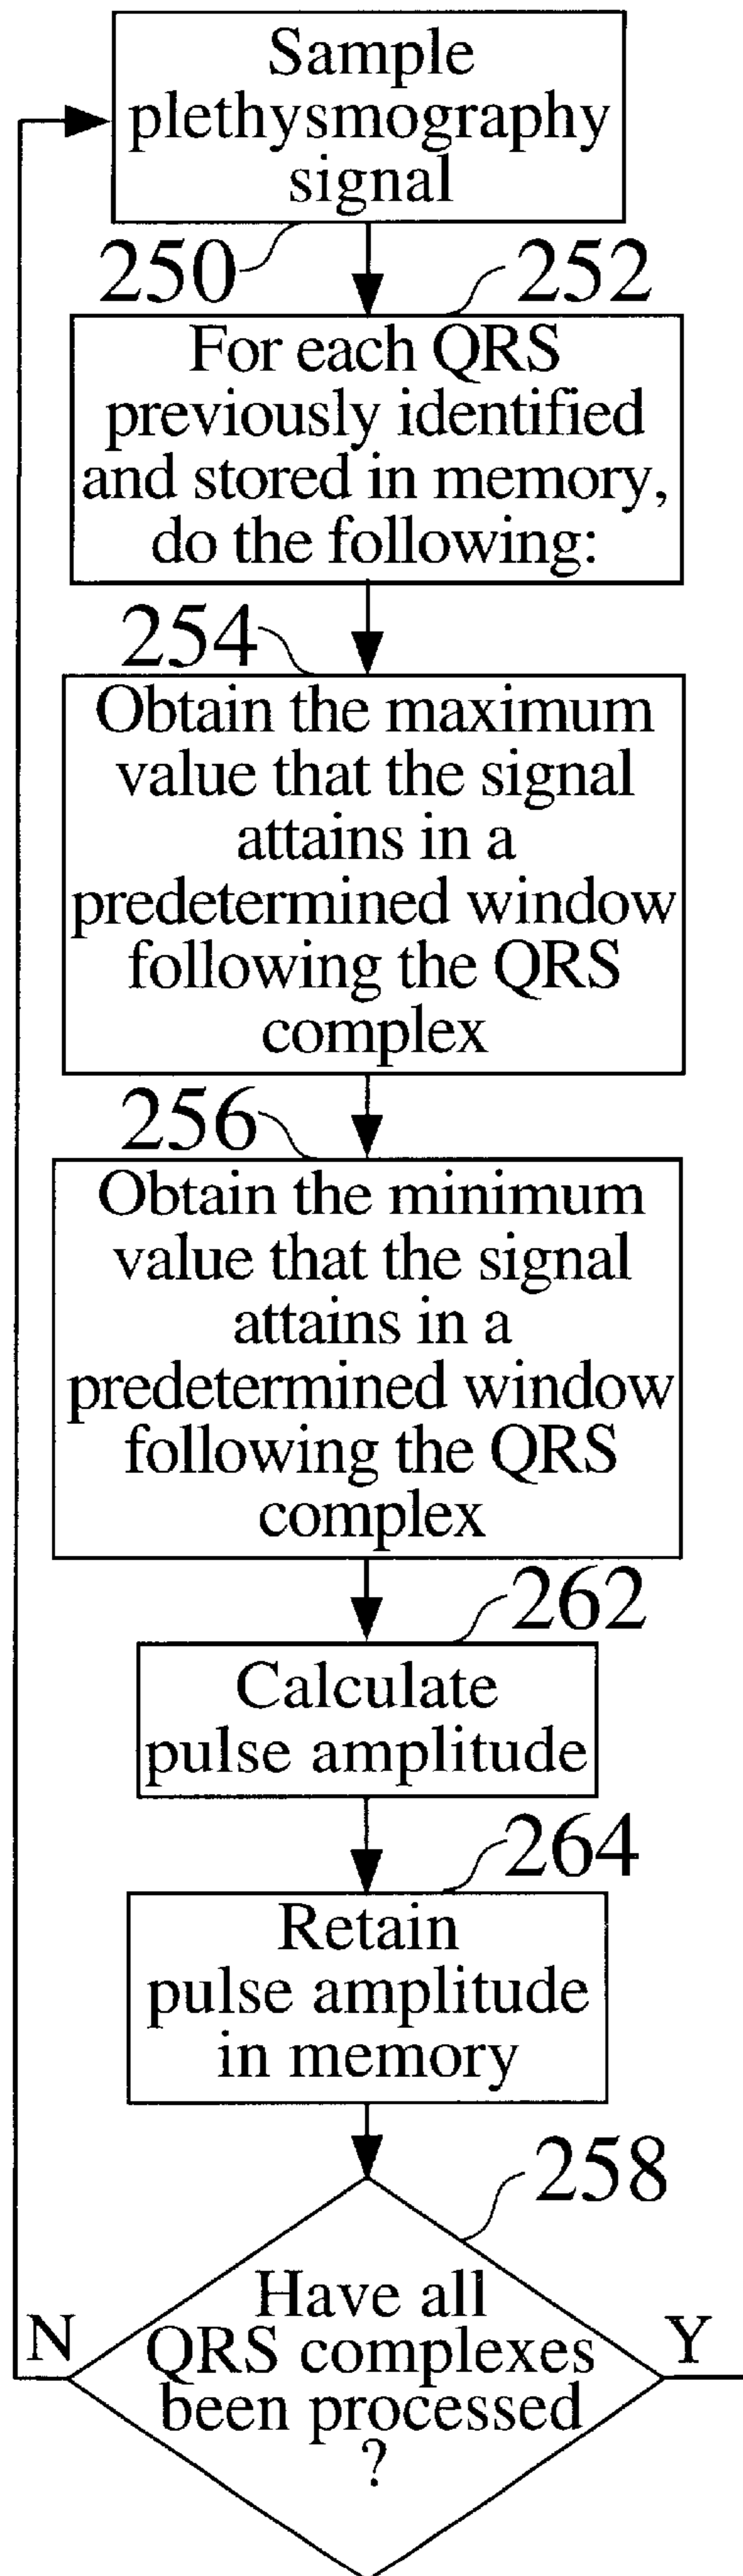 Sample
plethysmography
signal
250
252
For each QRS
previously identified
and stored in memory,
do the following:
254
Obtain the maximum
value that the signal
attains in a
predetermined window
following the QRS
complex
256
Obtain the minimum
value that the signal
attains in a
predetermined window
following the QRS
complex
262
Calculate
pulse amplitude
264
Retain
pulse amplitude
in memory
258
Have all
QRS complexes
been processed
?
N
Y